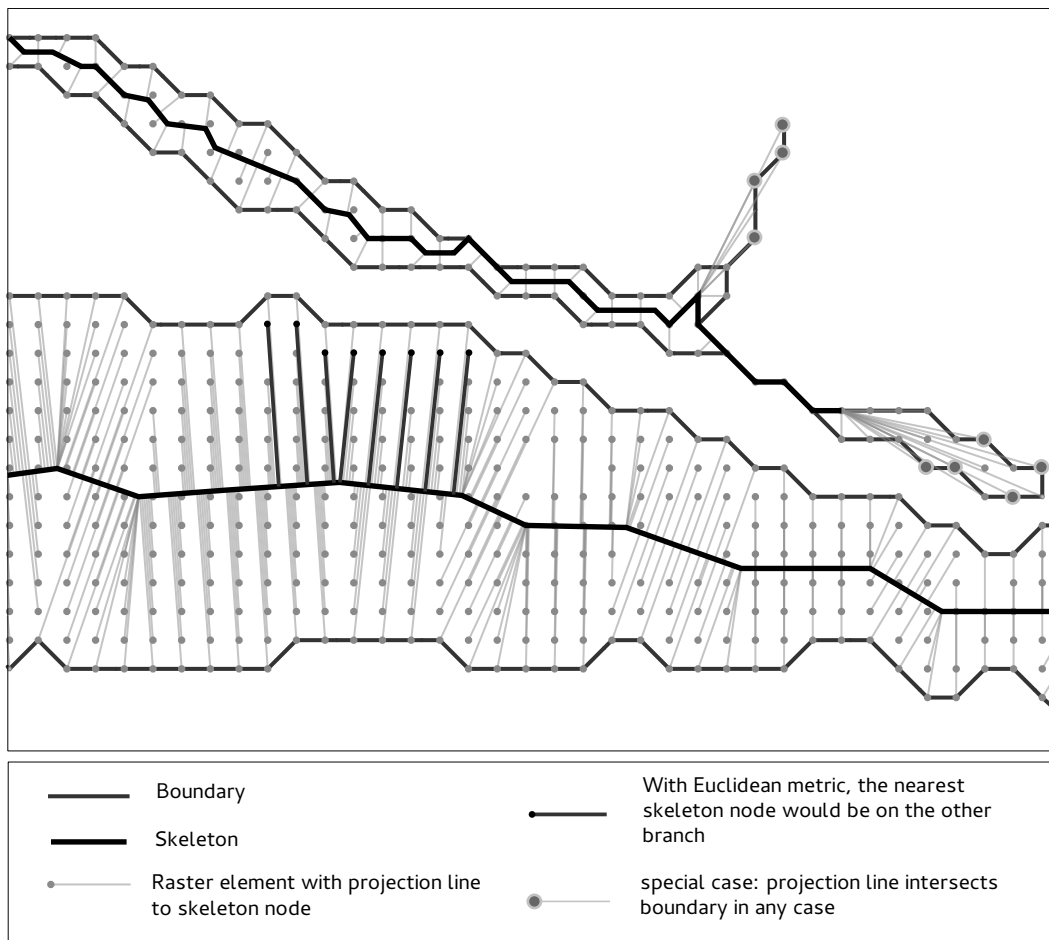 Boundary
Skeleton
Raster element with projection line
to skeleton node
With Euclidean metric, the nearest
skeleton node would be on the other
branch
special case: projection line intersects
boundary in any case